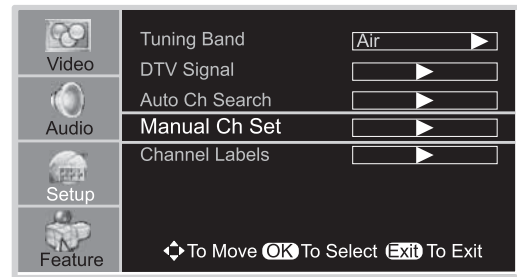 Video
Audio
Setup
Feature
Tuning Band Air
DTV Signal
Auto Ch Search
Manual Ch Set
Channel Labels
To Move OK To Select Exit To Exit